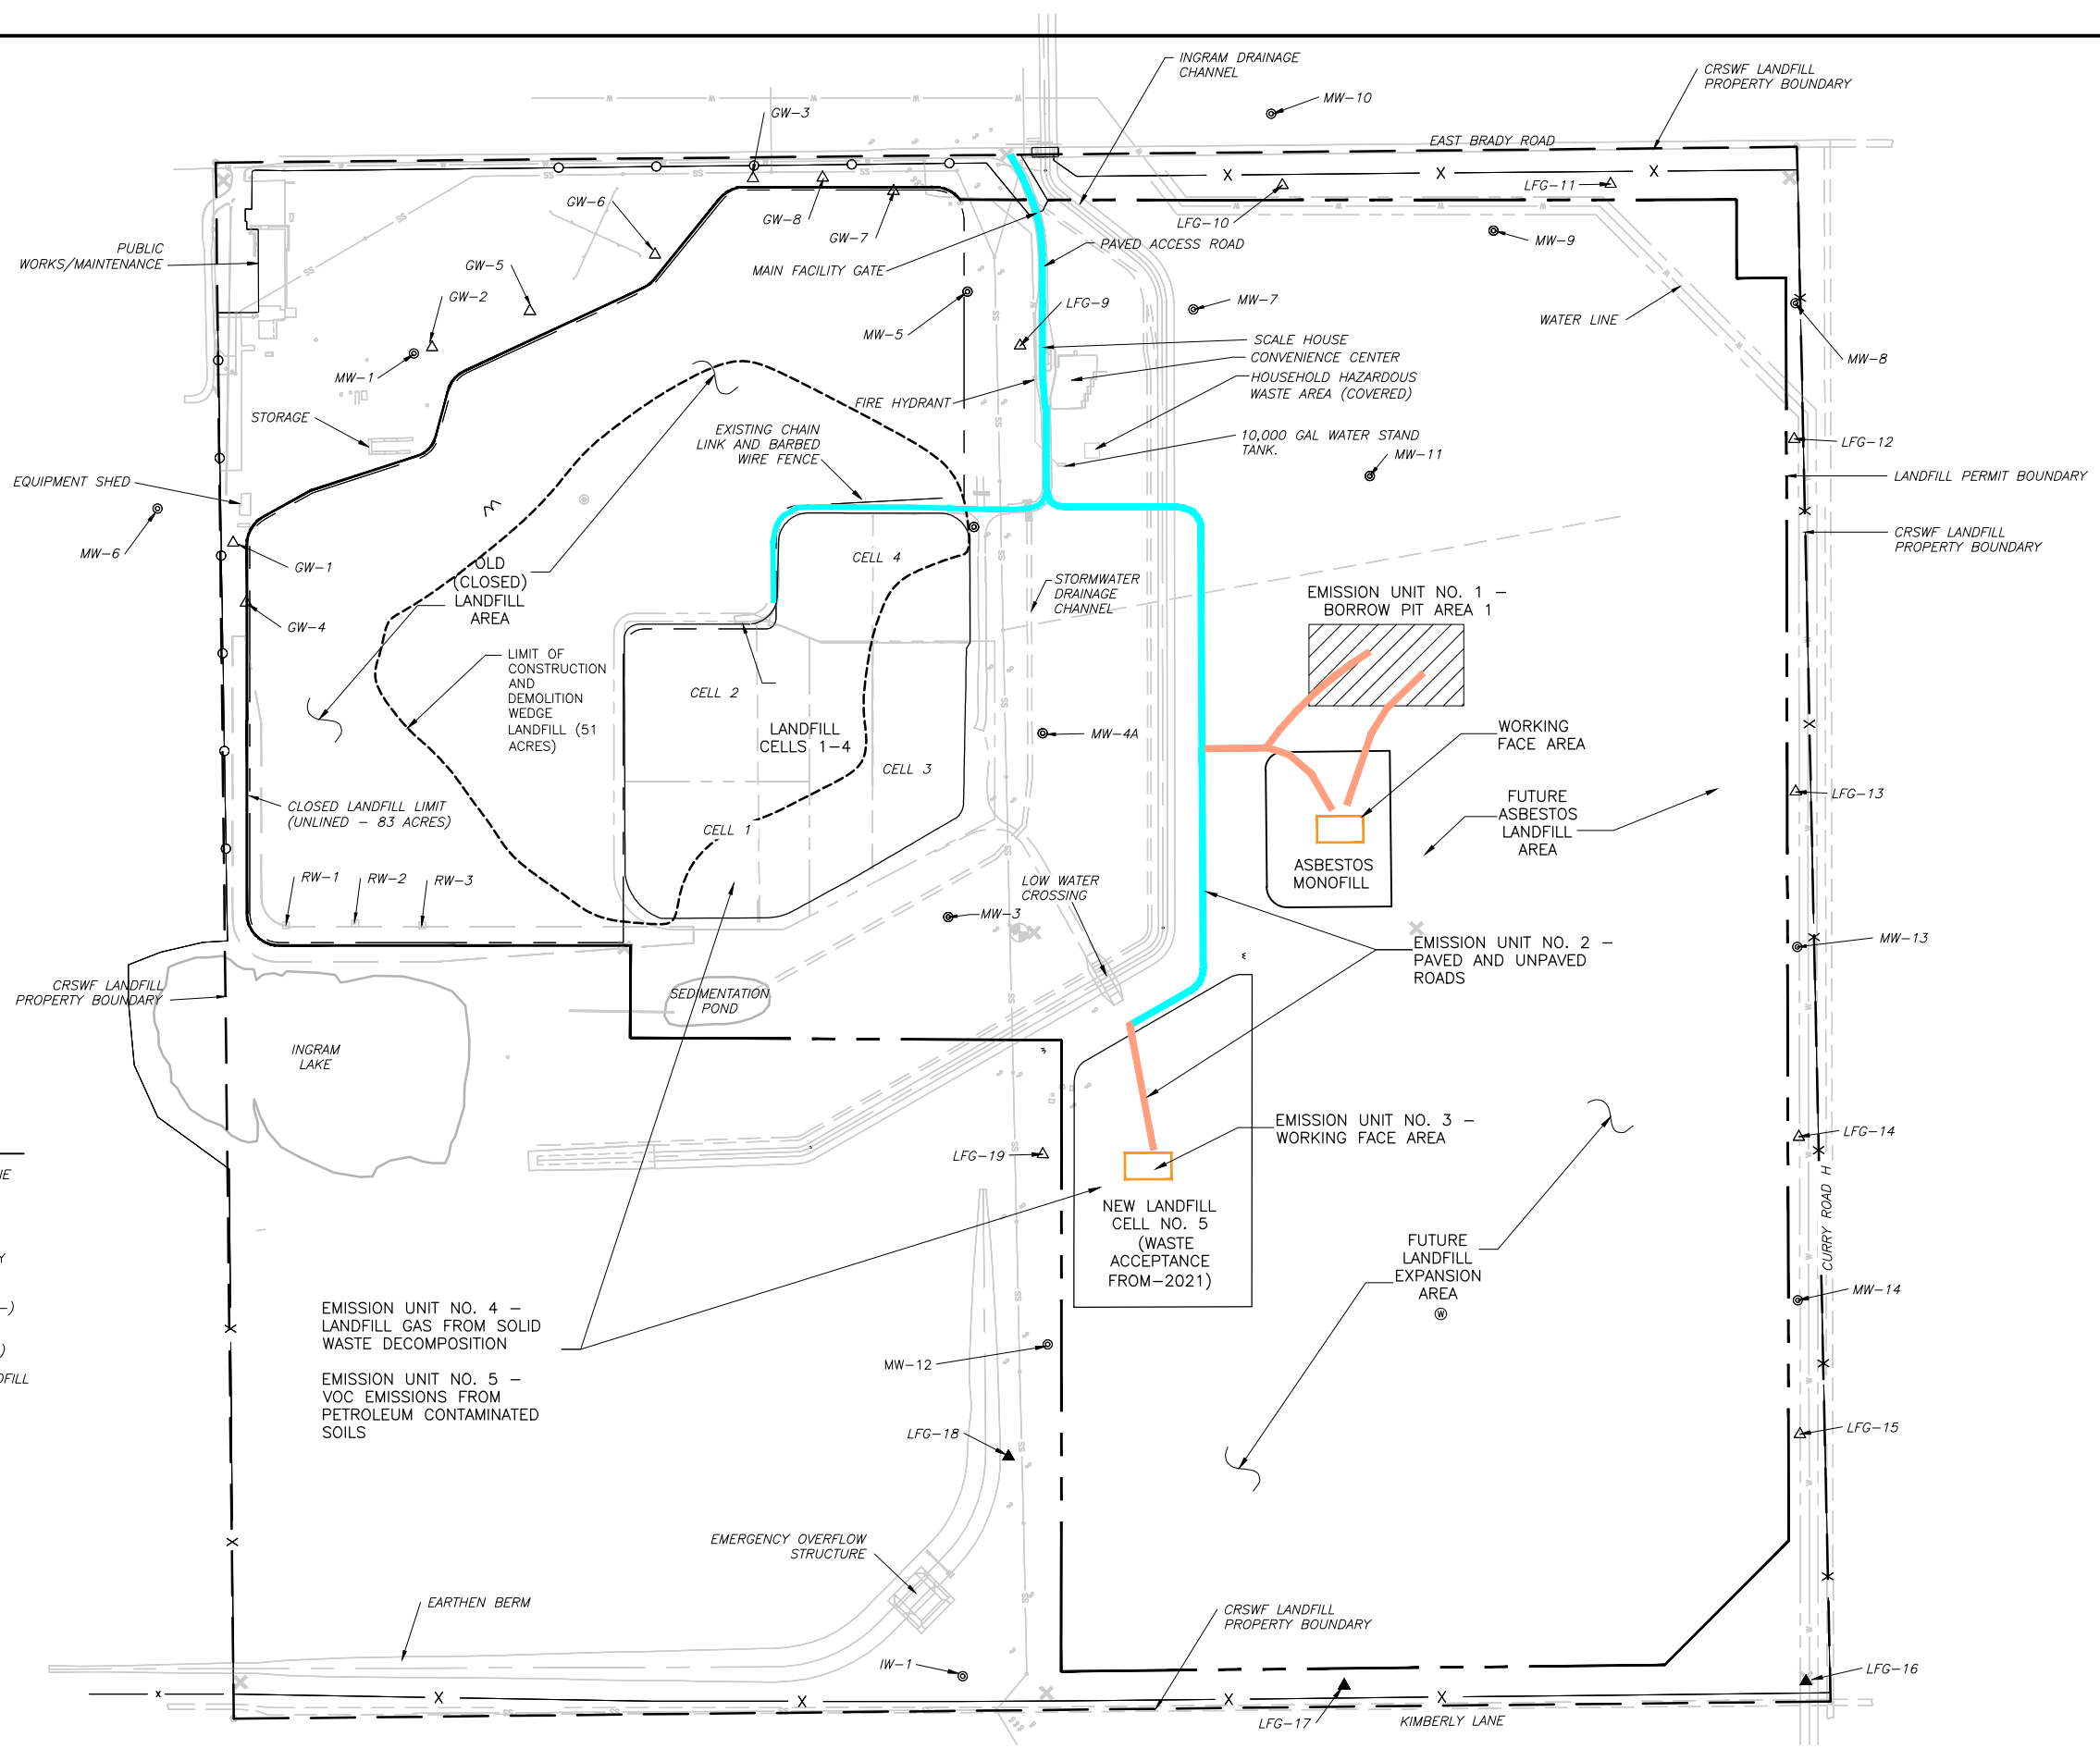 INGRAM DRAINAGE
CHANNEL
CRSWF LANDFILL
PROPERTY BOUNDARY
MW-10
GW-3
EAST BRADY ROAD
LFG-11
LFG-10
GW-6
GW-8
GW-7
MW-9
PAVED ACCESS ROAD
MAIN FACILITY GATE
PUBLIC
WORKS/MAINTENANCE
GW-5
GW-2
LFG-9
MW-7
WATER LINE
MW-5
SCALE HOUSE
CONVENIENCE CENTER
HOUSEHOLD HAZARDOUS
WASTE AREA (COVERED)
MW-8
MW-1
FIRE HYDRANT
STORAGE
EXISTING CHAIN
LINK AND BARBED
WIRE FENCE
10,000 GAL WATER STAND
TANK.
MW-11
LFG-12
LANDFILL PERMIT BOUNDARY
EQUIPMENT SHED
CRSWF LANDFILL
PROPERTY BOUNDARY
MW-6
GW-1
OLD
(CLOSED)
LANDFILL
AREA
CELL 4
STORMWATER
DRAINAGE
CHANNEL
EMISSION UNIT NO. 1 -
BORROW PIT AREA 1
GW-4
LIMIT OF
CONSTRUCTION
AND
DEMOLITION
WEDGE
LANDFILL (51
ACRES)
CELL 2
LANDFILL
CELLS 1-4
CELL 3
MW-4A
WORKING
FACE AREA
FUTURE
ASBESTOS
LANDFILL
AREA
LFG-13
CLOSED LANDFILL LIMIT
(UNLINED - 83 ACRES)
CELL 1
ASBESTOS
MONOFILL
RW-1
RW-2
RW-3
LOW WATER
CROSSING
MW-3
EMISSION UNIT NO. 2 -
PAVED AND UNPAVED
ROADS
MW-13
CRSWF LANDFILL
PROPERTY BOUNDARY
SEDIMENTATION
POND
INGRAM
LAKE
EMISSION UNIT NO. 3 -
WORKING FACE AREA
LFG-14
LFG-19
NEW LANDFILL
CELL NO. 5
(WASTE
ACCEPTANCE
FROM-2021)
FUTURE
LANDFILL
EXPANSION
AREA
W
CURRY ROAD H
MW-14
EMISSION UNIT NO. 4 -
LANDFILL GAS FROM SOLID
WASTE DECOMPOSITION
EMISSION UNIT NO. 5 -
VOC EMISSIONS FROM
PETROLEUM CONTAMINATED
SOILS
MW-12
LFG-18
LFG-15
EMERGENCY OVERFLOW
STRUCTURE
EARTHEN BERM
CRSWF LANDFILL
PROPERTY BOUNDARY
IW-1
LFG-16
LFG-17
KIMBERLY LANE